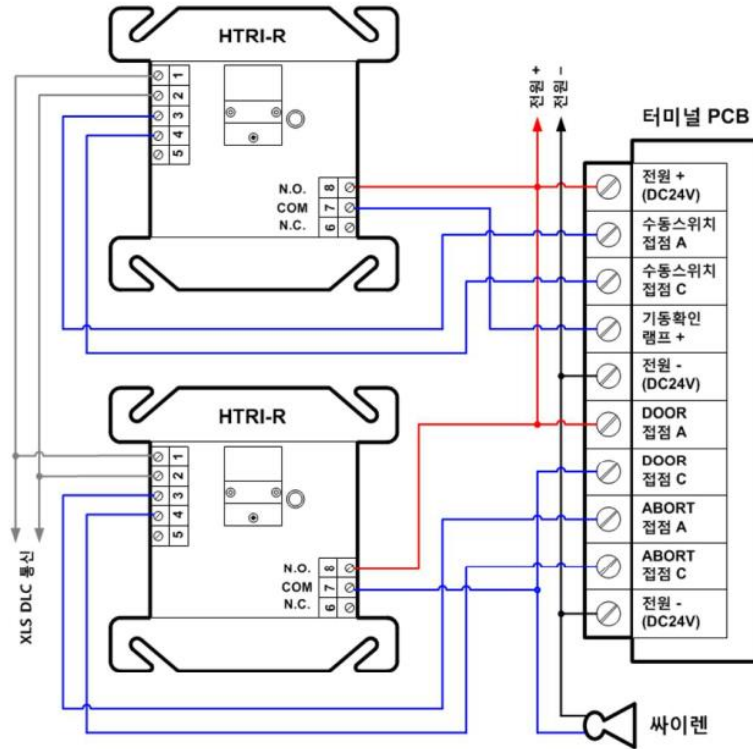 HTRI-R
1
2
3
4
5
N.O.
COM
N.C.
8
7
6
전원 +
전원 -
터미널 PCB
전원 +
(DC24V)
수동스위치
접점 A
수동스위치
접점 C
기동확인
램프 +
전원 -
(DC24V)
DOOR
접점 A
DOOR
접점 C
ABORT
접점 A
ABORT
접점 C
전원 -
(DC24V)
HTRI-R
1
2
3
4
5
N.O.
COM
N.C.
8
7
6
XLS DLC 통신
싸이렌